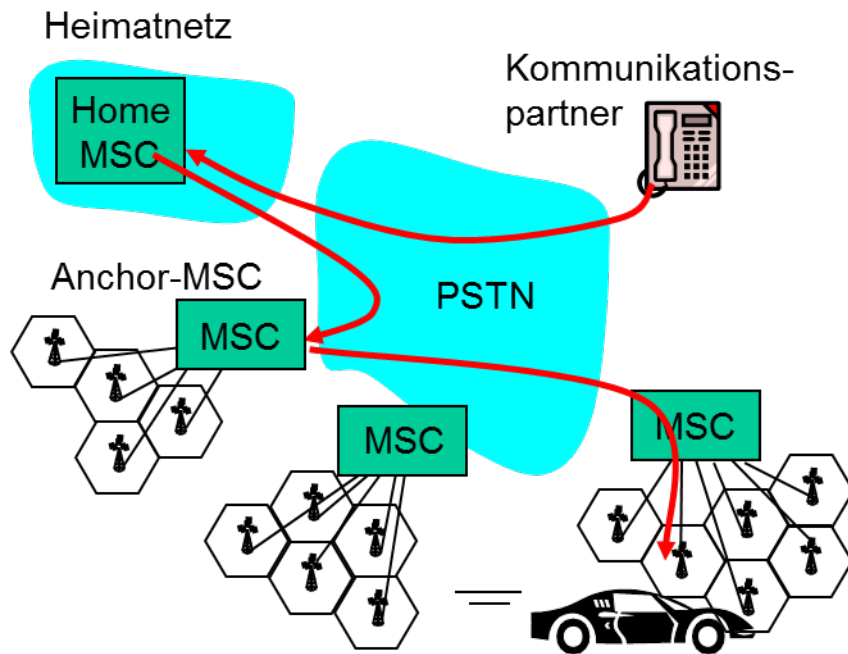 Heimatnetz
Home
MSC
Kommunikations-
partner
Anchor-MSC
MSC
PSTN
MSC
MSC